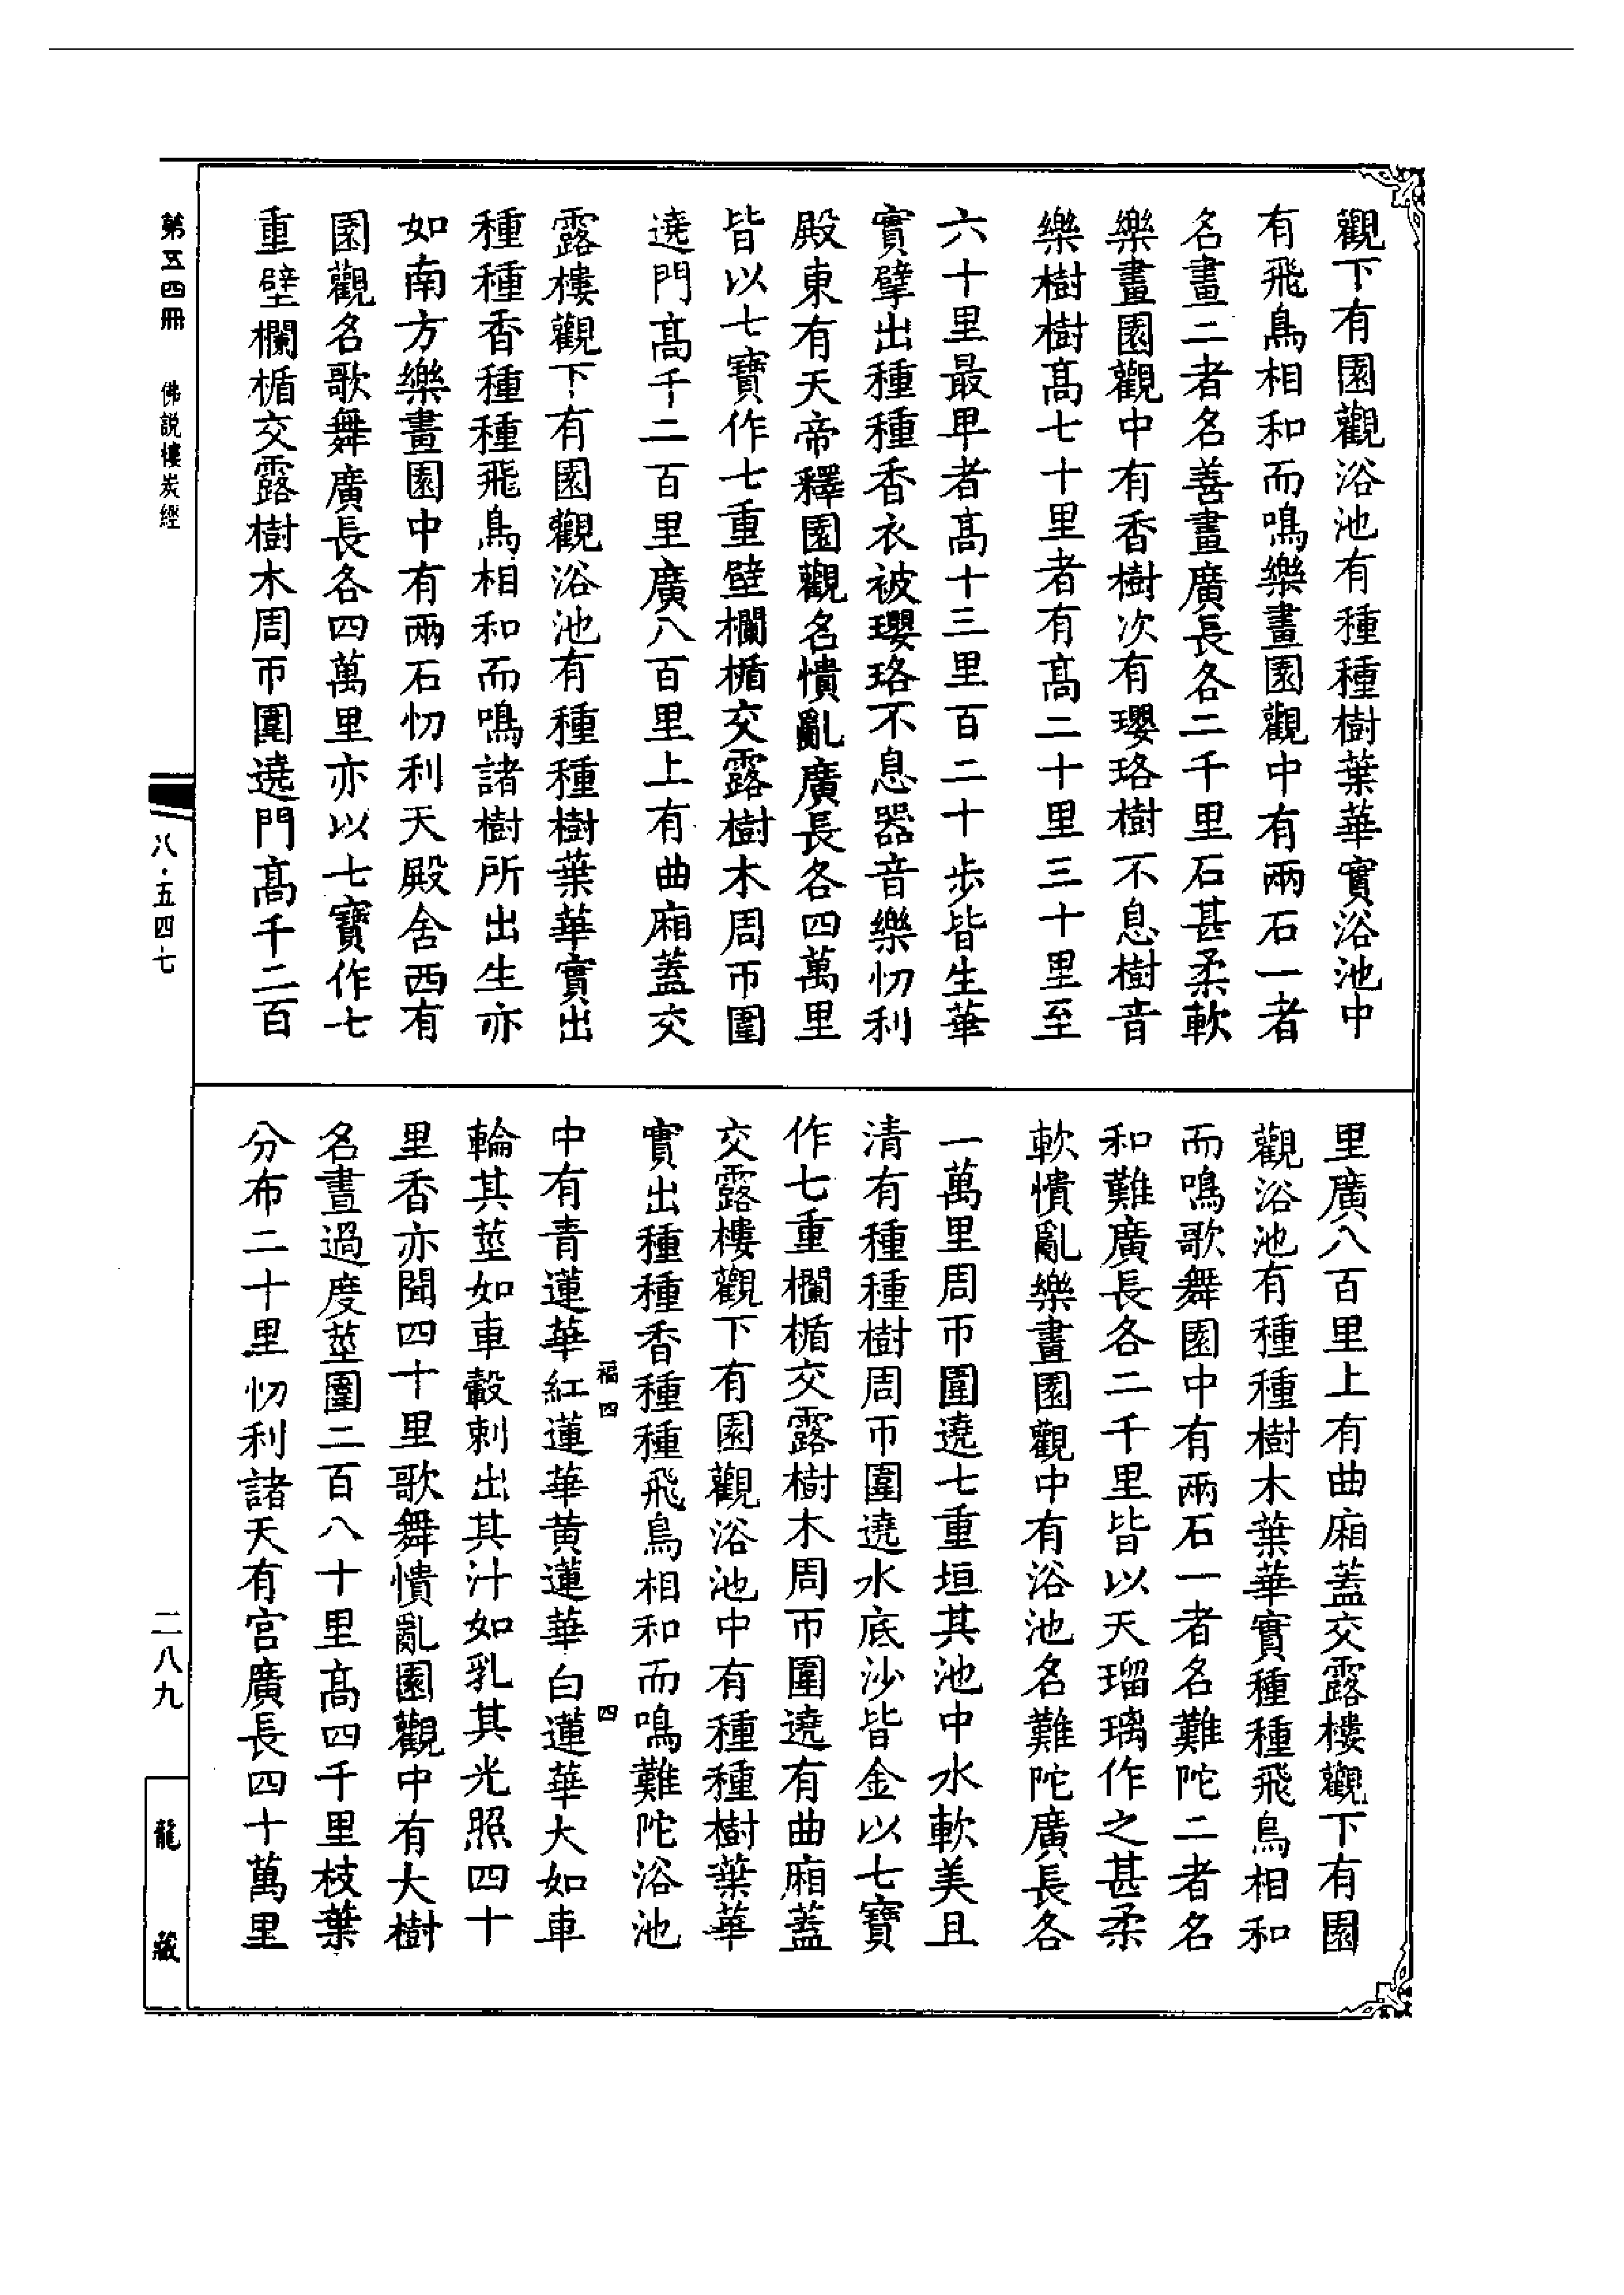 觀下有園觀浴池有種種樹葉華實浴池中
有飛鳥相和而鳴樂畫園觀中有兩石一者
名畫二者名善畫廣長各二千里石甚柔軟
樂畫園觀中有香樹次有瓔珞樹不息樹音
樂樹樹高七十里者有高二十里三十里至
六十里最卑者高十三里百二十步皆生華
實擘出種種香衣被瓔珞不息器音樂忉利
殿東有天帝釋園觀名憒亂廣長各四萬里
皆以七寶作七重壁欄楯交露樹木周帀圍
遶門高千二百里廣八百里上有曲廂蓋交
露樓觀下有園觀浴池有種種樹葉華實出
種種香種種飛鳥相和而鳴諸樹所出生亦
如南方樂畫園中有兩石忉利天殿舍西有
園觀名歌舞廣長各四萬里亦以七寶作七
重壁欄楯交露樹木周帀圍遶門高千二百
里廣八百里上有曲廂蓋交露樓觀下有園
觀浴池有種種樹木葉華實種種飛鳥相和
而鳴歌舞園中有兩石一者名難陀二者名
和難廣長各二千里皆以天瑠璃作之甚柔
軟憒亂樂畫園觀中有浴池名難陀廣長各
一萬里周帀圍遶七重垣其池中水軟美且
清有種種樹周帀圍遶水底沙皆金以七寶
作七重欄楯交露樹木周帀圍遶有曲廂蓋
交露樓觀下有園觀浴池中有種種樹葉華
實出種種香種種飛鳥相和而鳴難陀浴池
福四 四
中有青蓮華紅蓮華黃蓮華白蓮華大如車
輪其莖如車轂刺出其汁如乳其光照四十
里香亦聞四十里歌舞憒亂園觀中有大樹
名晝過度莖圍二百八十里高四千里枝葉
分布二十里忉利諸天有宮廣長四十萬里
第五四冊 佛說樓炭經
八·五四七
二八九
龍藏